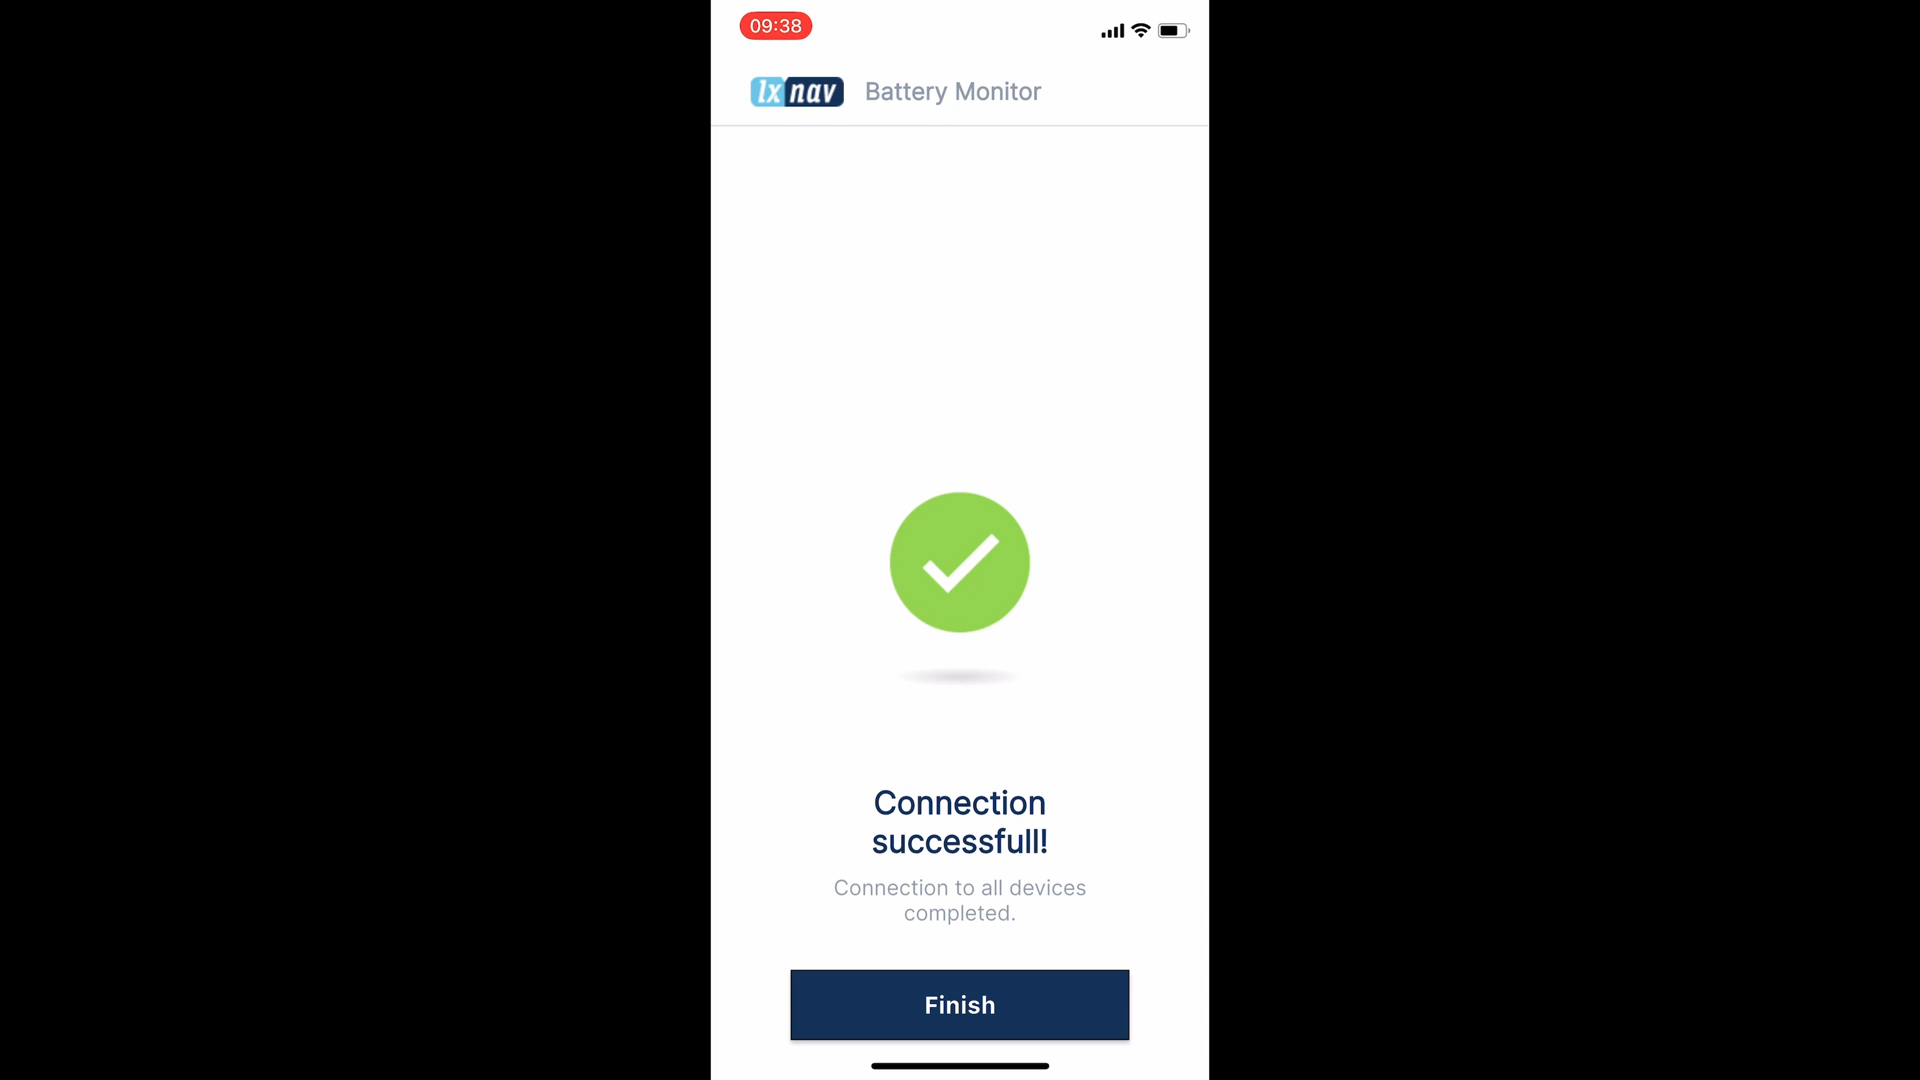 09:38
lx nav Battery Monitor
Connection
successfull!
Connection to all devices
completed.
Finish